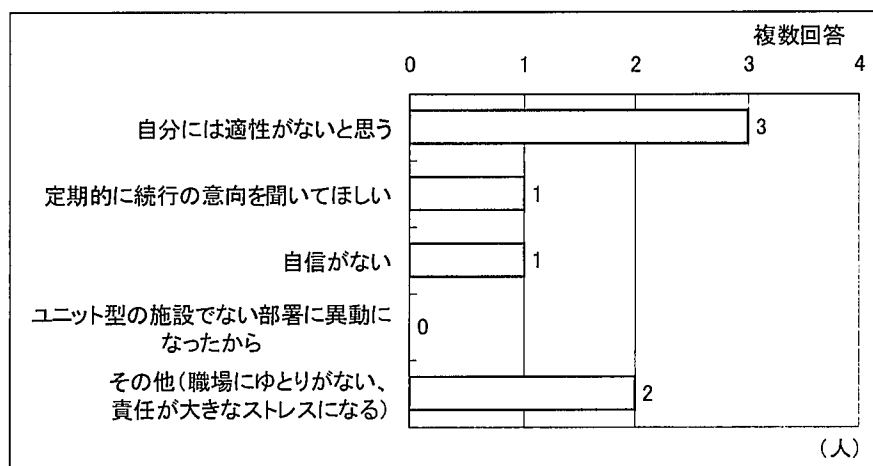 複数回答
0 1 2 3 4
自分には適性がないと思う 3
定期的に続行の意向を聞いてほしい 1
自信がない 1
ユニット型の施設でない部署に異動に
なったから 0
その他(職場にゆとりがない、
責任が大きなストレスになる) 2
(人)